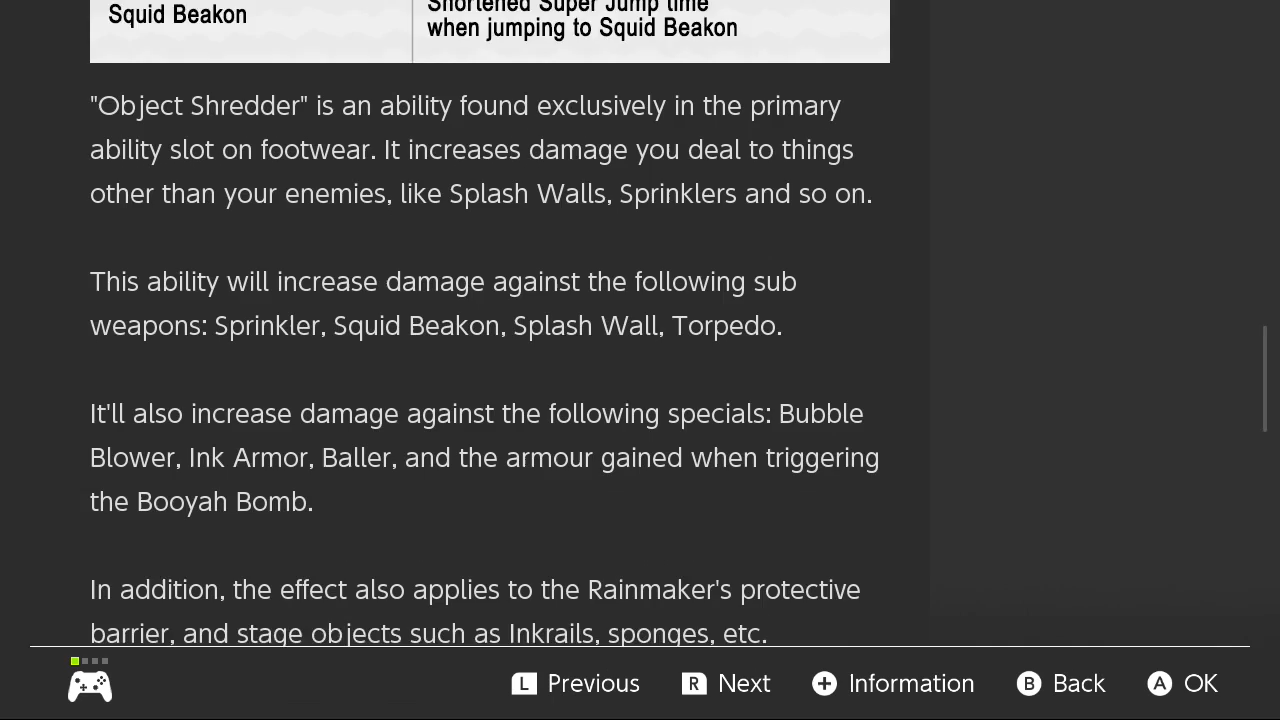 Squid Beakon
Shortened Super Jump time
when jumping to Squid Beakon
"Object Shredder" is an ability found exclusively in the primary
ability slot on footwear. It increases damage you deal to things
other than your enemies, like Splash Walls, Sprinklers and so on.
This ability will increase damage against the following sub
weapons: Sprinkler, Squid Beakon, Splash Wall, Torpedo.
It'll also increase damage against the following specials: Bubble
Blower, Ink Armor, Baller, and the armour gained when triggering
the Booyah Bomb.
In addition, the effect also applies to the Rainmaker's protective
barrier, and stage objects such as Inkrails, sponges, etc.
L Previous R Next + Information B Back A OK